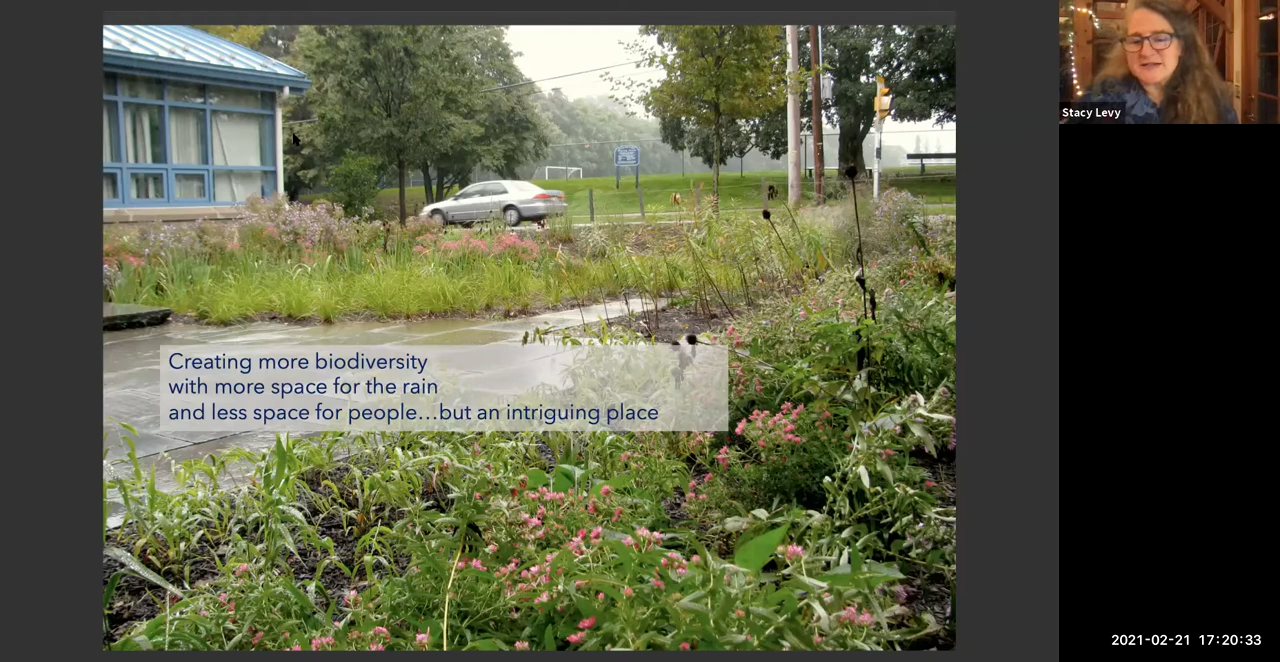 Creating more biodiversity
with more space for the rain
and less space for people...but an intriguing place
Stacy Levy
2021-02-21 17:20:33